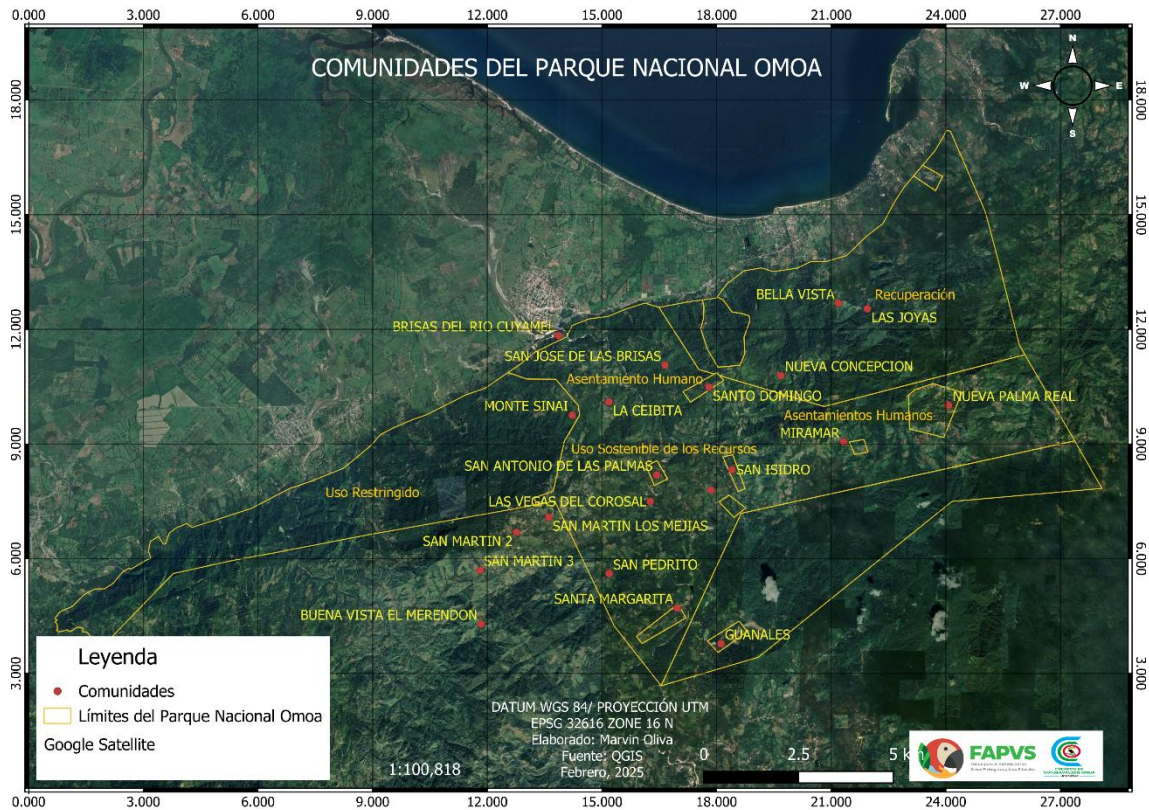 0.000 3.000 6.000 9.000 12.000 15.000 18.000 21.000 24.000 27.000
COMUNIDADES DEL PARQUE NACIONAL OMOA
N
W E
S
18.000 18.000
15.000 15.000
BELLA VISTA
Recuperación
LAS JOYAS
12.000 12.000
BRISAS DEL RIO CUYAMEL
SAN JOSE DE LAS BRISAS
NUEVA CONCEPCION
Asentamiento Humano
SANTO DOMINGO
NUEVA PALMA REAL
MONTE SINAI
LA CEIBITA
Asentamientos Humanos
MIRAMAR
9.000 9.000
Uso Sostenible de los Recursos
SAN ANTONIO DE LAS PALMAS
SAN ISIDRO
Uso Restringido
LAS VEGAS DEL COROSAL
SAN MARTIN LOS MEJIAS
SAN MARTIN 2
6.000 6.000
SAN MARTIN 3
SAN PEDRITO
SANTA MARGARITA
BUENA VISTA EL MERENDON
GUANALES
3.000 3.000
Leyenda
Comunidades
Límites del Parque Nacional Omoa
Google Satellite
1:100,818
DATUM WGS 84/ PROYECCIÓN UTM
EPSG 32616 ZONE 16 N
Elaborado: Marvin Oliva
Fuente: QGIS
Febrero, 2025
0 2.5 5 km
FAPVS
0.000 3.000 6.000 9.000 12.000 15.000 18.000 21.000 24.000 27.000